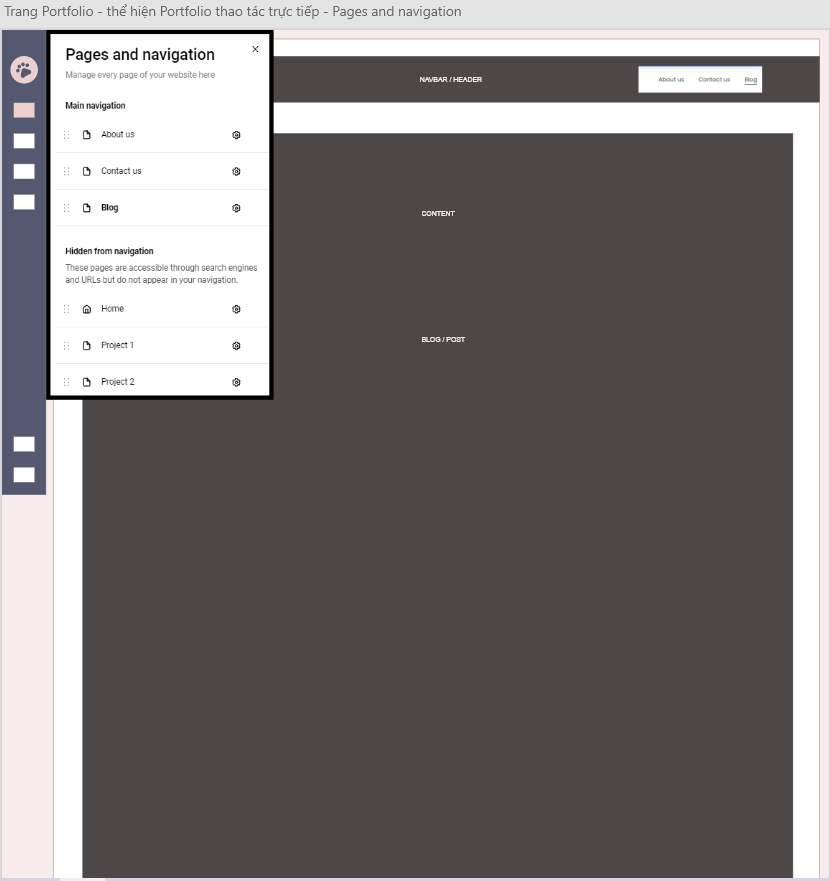 Trang Portfolio - thể hiện Portfolio thao tác trực tiếp - Pages and navigation
Pages and navigation
Manage every page of your website here
Main navigation
About us
Contact us
Blog
Hidden from navigation
These pages are accessible through search engines
and URLs but do not appear in your navigation.
Home
Project 1
Project 2
NAVBAR / HEADER
About us
Contact us
Blog
CONTENT
BLOG / POST